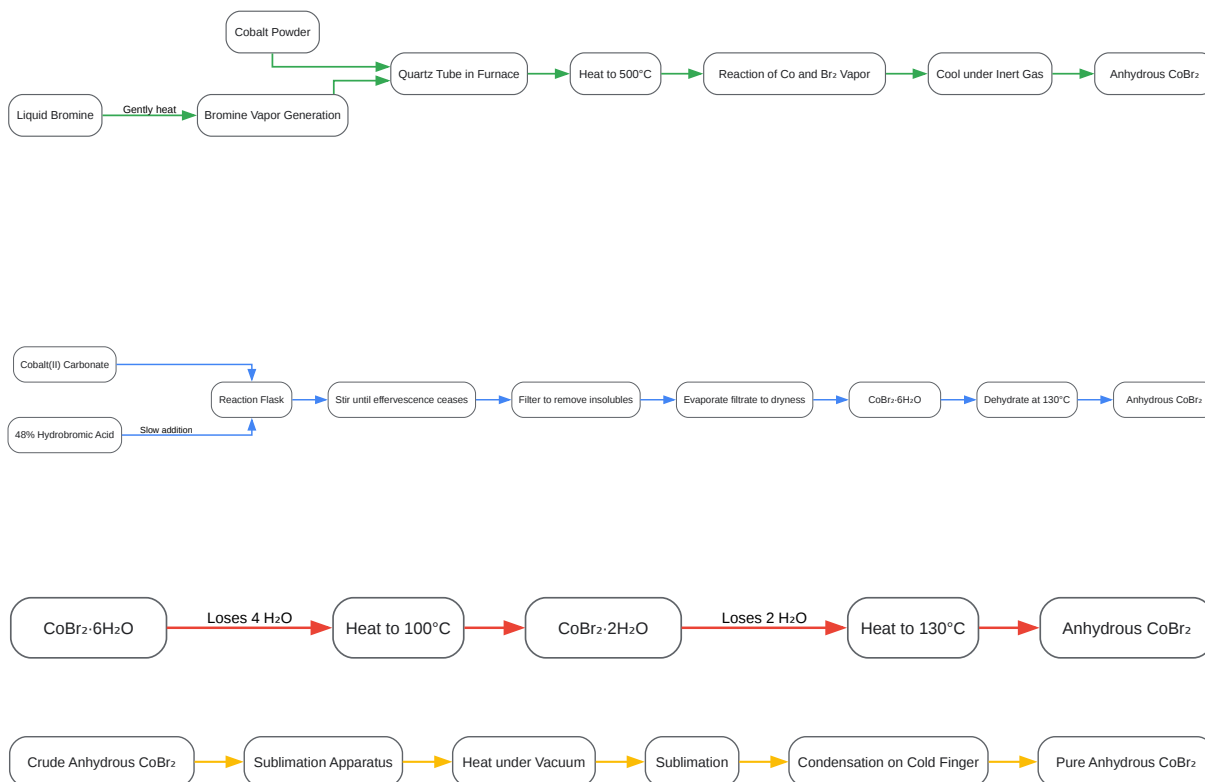 Cobalt Powder
Quartz Tube in Furnace
Heat to 500°C
Reaction of Co and Br₂ Vapor
Cool under Inert Gas
Anhydrous CoBr₂
Liquid Bromine
Gently heat
Bromine Vapor Generation
Cobalt(II) Carbonate
Reaction Flask
Stir until effervescence ceases
Filter to remove insolubles
Evaporate filtrate to dryness
CoBr₂·6H₂O
Dehydrate at 130°C
Anhydrous CoBr₂
48% Hydrobromic Acid
Slow addition
CoBr₂·6H₂O
Loses 4 H₂O
Heat to 100°C
CoBr₂·2H₂O
Loses 2 H₂O
Heat to 130°C
Anhydrous CoBr₂
Crude Anhydrous CoBr₂
Sublimation Apparatus
Heat under Vacuum
Sublimation
Condensation on Cold Finger
Pure Anhydrous CoBr₂